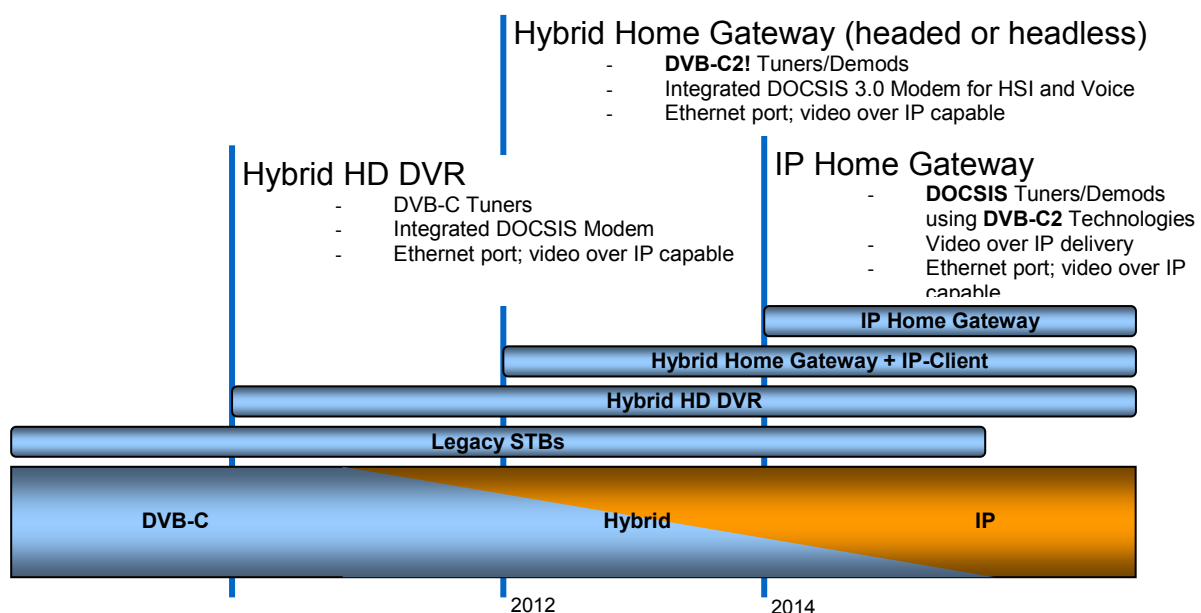 Hybrid Home Gateway (headed or headless)
- DVB-C2! Tuners/Demods
- Integrated DOCSIS 3.0 Modem for HSI and Voice
- Ethernet port; video over IP capable
Hybrid HD DVR
- DVB-C Tuners
- Integrated DOCSIS Modem
- Ethernet port; video over IP capable
IP Home Gateway
- DOCSIS Tuners/Demods
using DVB-C2 Technologies
- Video over IP delivery
- Ethernet port; video over IP
capable
IP Home Gateway
Hybrid Home Gateway + IP-Client
Hybrid HD DVR
Legacy STBs
DVB-C
Hybrid
IP
2012
2014